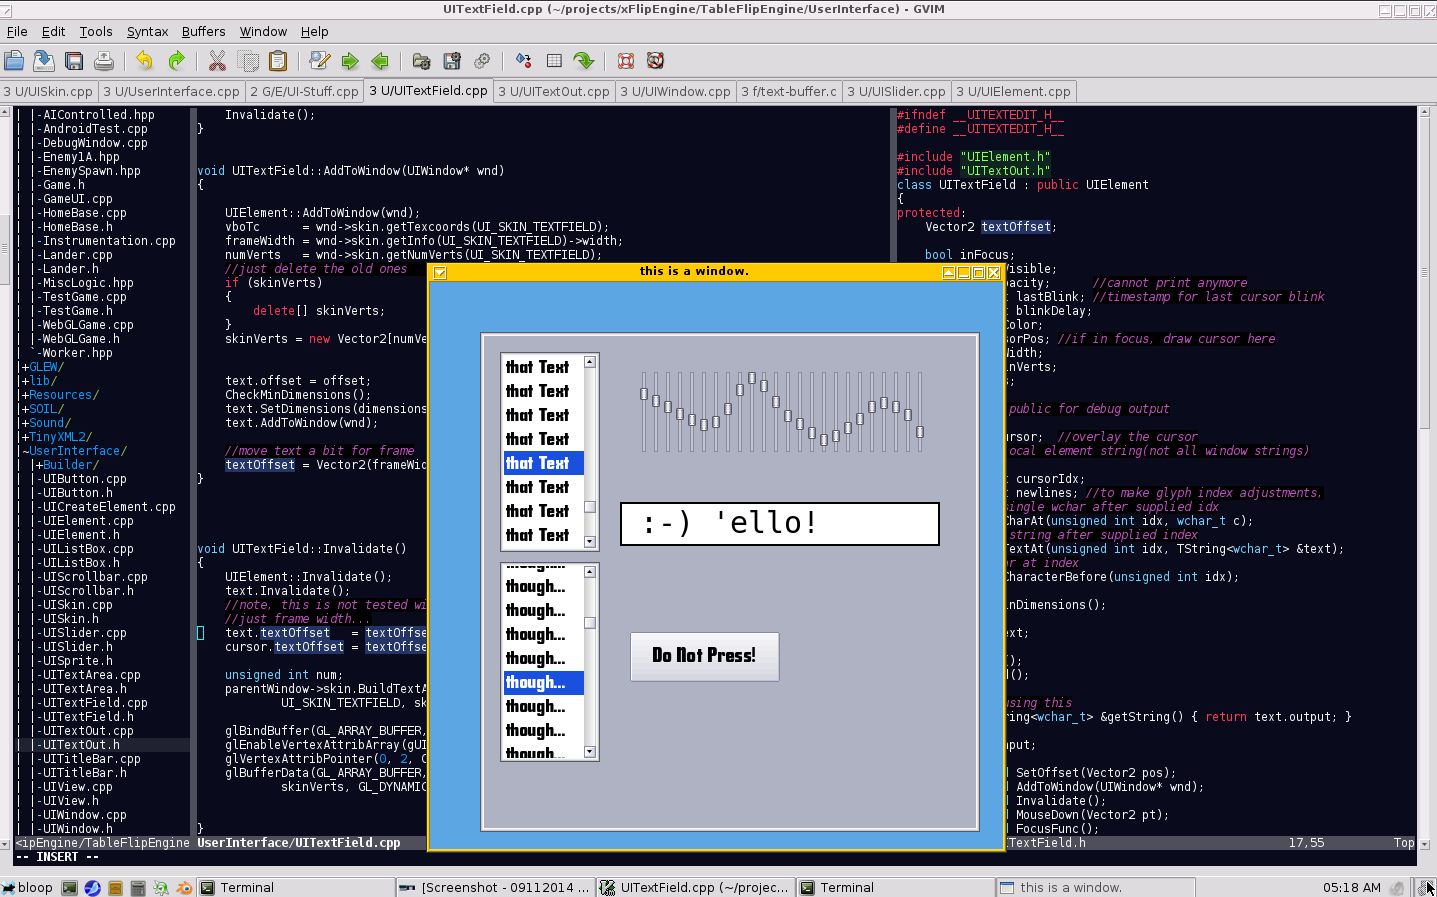 UITextField.cpp (~/projects/xFlipEngine/TableFlipEngine/UserInterface) - GVIM
File Edit Tools Syntax Buffers Window Help
3 U/UISkin.cpp 3 U/UserInterface.cpp 2 G/E/UI-Stuff.cpp 3 U/UITextField.cpp 3 U/UITextOut.cpp 3 U/UIWindow.cpp 3 f/text-buffer.c 3 U/UISlider.cpp 3 U/UIElement.cpp
| |-AIControlled.hpp
| |-AndroidTest.cpp
| |-DebugWindow.cpp
| |-Enemy1A.hpp
| |-EnemySpawn.hpp
| |-Game.h
| |-GameUI.cpp
| |-HomeBase.cpp
| |-HomeBase.h
| |-Instrumentation.cpp
| |-Lander.cpp
| |-Lander.h
| |-MiscLogic.hpp
| |-TestGame.cpp
| |-TestGame.h
| |-WebGLGame.cpp
| |-WebGLGame.h
| `-Worker.hpp
|+GLEW/
|+lib/
|+Resources/
|+SOIL/
|+Sound/
|+TinyXML2/
|~UserInterface/
| |+Builder/
| |-UIButton.cpp
| |-UIButton.h
| |-UICreateElement.cpp
| |-UIElement.cpp
| |-UIElement.h
| |-UIListBox.cpp
| |-UIListBox.h
| |-UIScrollbar.cpp
| |-UIScrollbar.h
| |-UISkin.cpp
| |-UISkin.h
| |-UISlider.cpp
| |-UISlider.h
| |-UISprite.h
| |-UITextArea.cpp
| |-UITextArea.h
| |-UITextField.cpp
| |-UITextField.h
| |-UITextOut.cpp
| |-UITextOut.h
| |-UITitleBar.cpp
| |-UITitleBar.h
| |-UIView.cpp
| |-UIView.h
| |-UIWindow.cpp
| |-UIWindow.h
<ipEngine/TableFlipEngine
Invalidate();
}
void UITextField::AddToWindow(UIWindow* wnd)
{
UIElement::AddToWindow(wnd);
vboTc = wnd->skin.getTexcoords(UI_SKIN_TEXTFIELD);
frameWidth = wnd->skin.getInfo(UI_SKIN_TEXTFIELD)->width;
numVerts = wnd->skin.getNumVerts(UI_SKIN_TEXTFIELD);
//just delete the old ones
if (skinVerts)
{
delete[] skinVerts;
}
skinVerts = new Vector2[numVe
text.offset = offset;
CheckMinDimensions();
text.SetDimensions(dimensions
text.AddToWindow(wnd);
//move text a bit for frame
textOffset = Vector2(frameWid
}
void UITextField::Invalidate()
{
UIElement::Invalidate();
text.Invalidate();
//note, this is not tested wi
//just frame width...
text.textOffset = textOffse
cursor.textOffset = textOffse
unsigned int num;
parentWindow->skin.BuildTextA
UI_SKIN_TEXTFIELD, sk
glBindBuffer(GL_ARRAY_BUFFER,
glEnableVertexAttribArray(gUI
glVertexAttribPointer(0, 2, G
glBufferData(GL_ARRAY_BUFFER,
skinVerts, GL_DYNAMIC
}
UserInterface/UITextField.cpp
#ifndef __UITEXTEDIT_H__
#define __UITEXTEDIT_H__
#include "UIElement.h"
#include "UITextOut.h"
class UITextField : public UIElement
{
protected:
Vector2 textOffset;
bool inFocus;
isible;
pacity; //cannot print anymore
lastBlink; //timestamp for last cursor blink
blinkDelay;
olor;
sorPos; //if in focus, draw cursor here
idth;
nVerts;
s;
public for debug output
ursor; //overlay the cursor
ocal element string(not all window strings)
t cursorIdx;
newlines; //to make glyph index adjustments,
ingle wchar after supplied idx
harAt(unsigned int idx, wchar_t c);
string after supplied index
extAt(unsigned int idx, TString<wchar_t> &text);
r at index
haracterBefore(unsigned int idx);
nDimensions();
ext;
();
d();
using this
ring<wchar_t> &getString() { return text.output; }
nput;
SetOffset(Vector2 pos);
AddToWindow(UIWindow* wnd);
Invalidate();
MouseDown(Vector2 pt);
FocusFunc();
TextField.h 17,55 Top
-- INSERT --
this is a window.
that Text
that Text
that Text
that Text
that Text
that Text
that Text
that Text
:-) 'ello!
though...
though...
though...
though...
though...
though...
though...
though...
though...
Do Not Press!
bloop Terminal [Screenshot - 09112014 ... UITextField.cpp (~/projec... Terminal this is a window. 05:18 AM